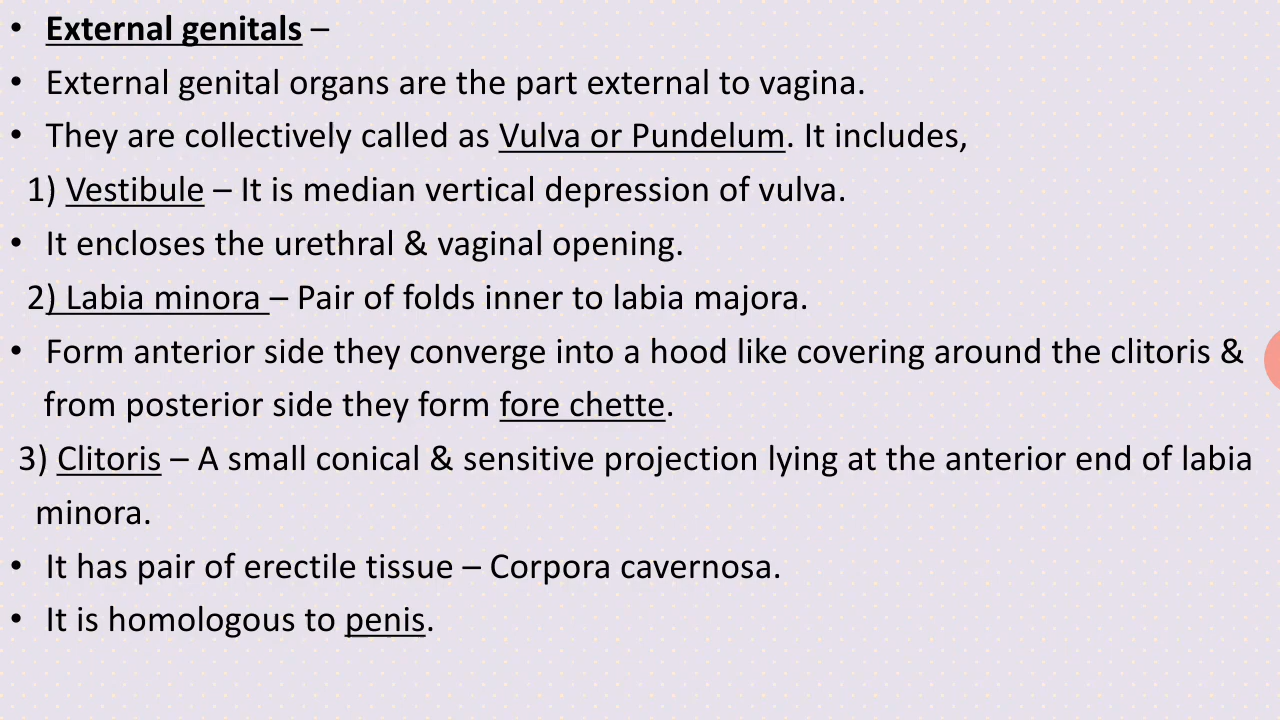 • External genitals –
• External genital organs are the part external to vagina.
• They are collectively called as Vulva or Pundelum. It includes,
1) Vestibule – It is median vertical depression of vulva.
• It encloses the urethral & vaginal opening.
2) Labia minora – Pair of folds inner to labia majora.
• Form anterior side they converge into a hood like covering around the clitoris &
from posterior side they form fore chette.
3) Clitoris – A small conical & sensitive projection lying at the anterior end of labia
minora.
• It has pair of erectile tissue – Corpora cavernosa.
• It is homologous to penis.